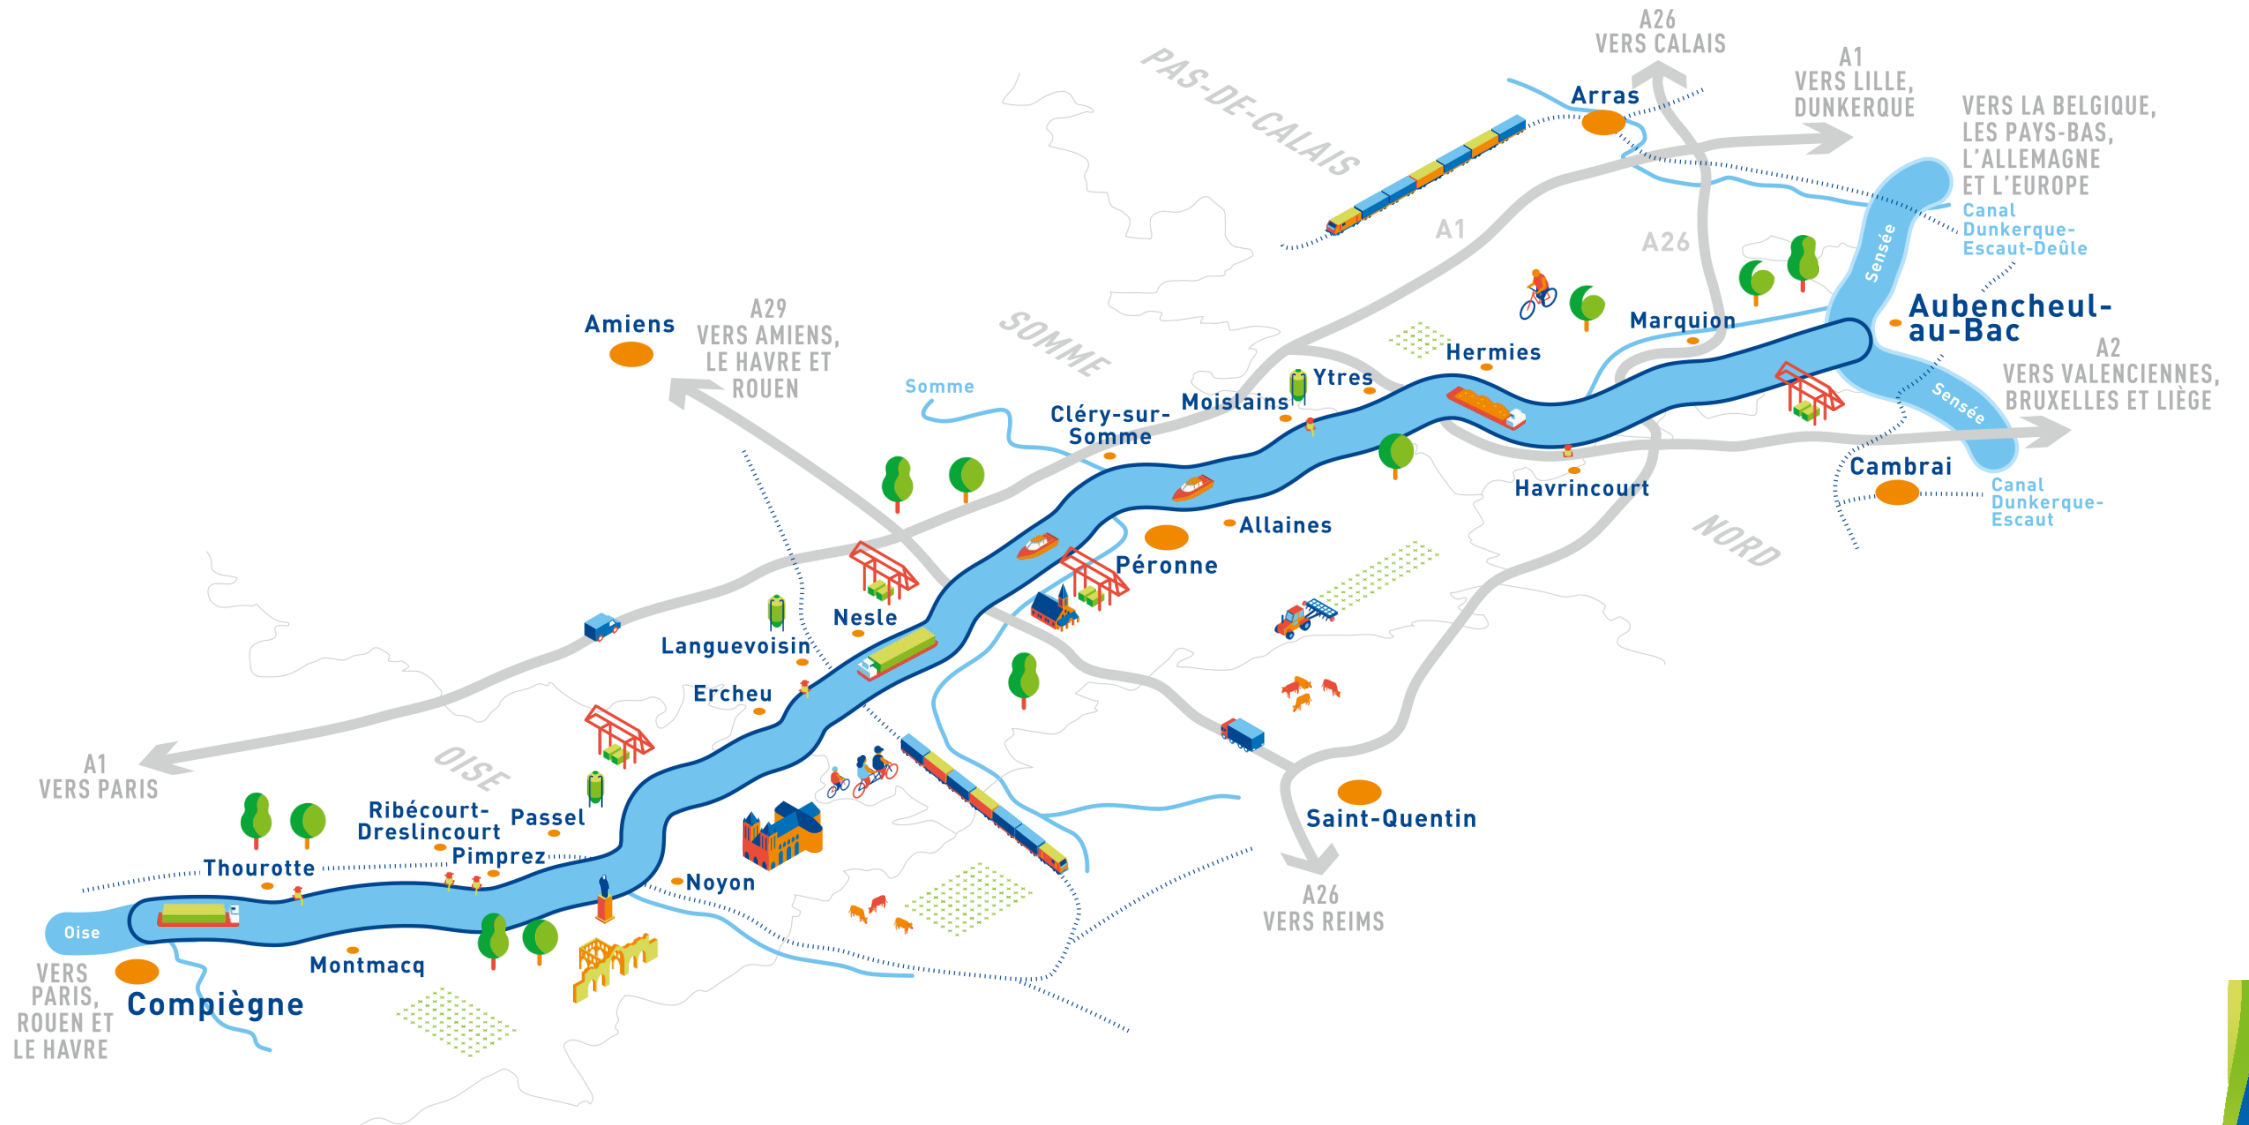 A26
VERS CALAIS
A1
VERS LILLE,
DUNKERQUE
VERS LA BELGIQUE,
LES PAYS-BAS,
L'ALLEMAGNE
ET L'EUROPE
Canal
Dunkerque-
Escaut-Deûle
PAS-DE-CALAIS
Arras
A1
A26
Sensée
Aubencheul-
au-Bac
A2
VERS VALENCIENNES,
BRUXELLES ET LIÈGE
Sensée
Cambrai
Canal
Dunkerque-
Escaut
Marquion
Hermies
Ytres
Moislains
Havrincourt
NORD
Amiens
A29
VERS AMIENS,
LE HAVRE ET
ROUEN
SOMME
Somme
Cléry-sur-
Somme
Allaines
Péronne
Nesle
Languevoisin
Ercheu
A1
VERS PARIS
OISE
Ribécourt-
Dreslincourt
Passel
Pimprez
Thourotte
Noyon
Saint-Quentin
A26
VERS REIMS
Oise
Montmacq
VERS
PARIS,
ROUEN ET
LE HAVRE
Compiègne